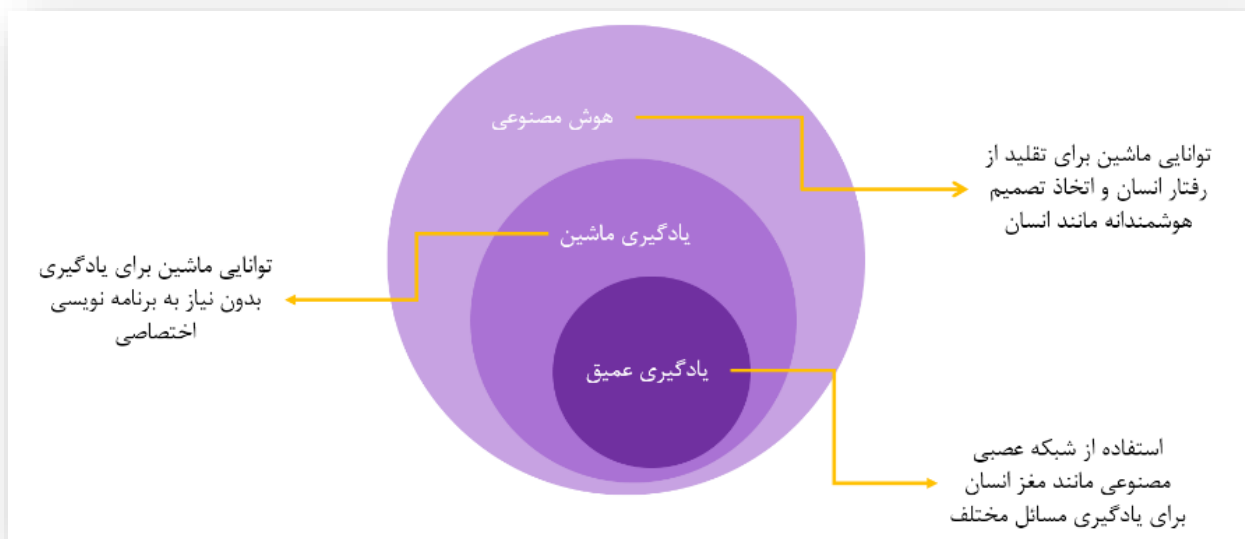 هوش مصنوعی
توانایی ماشین برای تقلید از
رفتار انسان و اتخاذ تصمیم
هوشمندانه مانند انسان
یادگیری ماشین
توانایی ماشین برای یادگیری
بدون نیاز به برنامه نویسی
اختصاصی
یادگیری عمیق
استفاده از شبکه عصبی
مصنوعی مانند مغز انسان
برای یادگیری مسائل مختلف